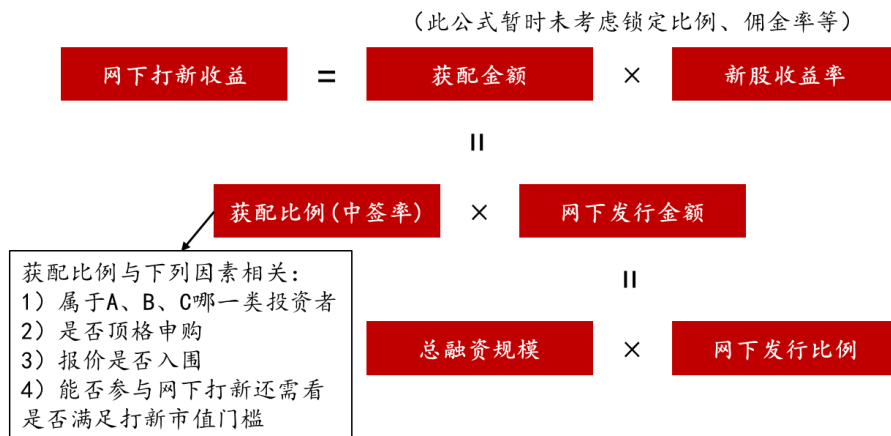 （此公式暂时未考虑锁定比例、佣金率等）
网下打新收益 = 获配金额 × 新股收益率
=
获配比例(中签率) × 网下发行金额
=
获配比例与下列因素相关：
1）属于A、B、C哪一类投资者
2）是否顶格申购
3）报价是否入围
4）能否参与网下打新还需看
是否满足打新市值门槛
总融资规模 × 网下发行比例